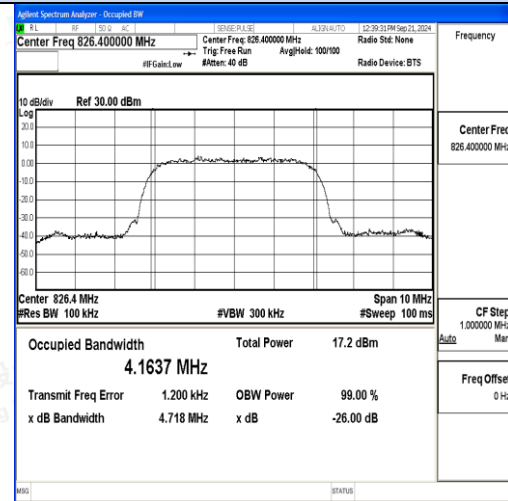 Agilent Spectrum Analyzer - Occupied BW
RL RF 50 Ω AC SENSE:PULSE ALIGN AUTO 12:39:31 PM Sep 21, 2024
Center Freq 826.400000 MHz Center Freq: 826.400000 MHz Radio Std: None
Trig: Free Run Avg|Hold: 100/100
#IFGain:Low #Atten: 40 dB Radio Device: BTS
10 dB/div Ref 30.00 dBm
Log
20.0
10.0
0.00
-10.0
-20.0
-30.0
-40.0
-50.0
-60.0
Center 826.4 MHz Span 10 MHz
#Res BW 100 kHz #VBW 300 kHz #Sweep 100 ms
Occupied Bandwidth Total Power 17.2 dBm
4.1637 MHz
Transmit Freq Error 1.200 kHz OBW Power 99.00 %
x dB Bandwidth 4.718 MHz x dB -26.00 dB
MSG STATUS
Frequency
Center Freq
826.400000 MHz
CF Step
1.000000 MHz
Auto Man
Freq Offset
0 Hz